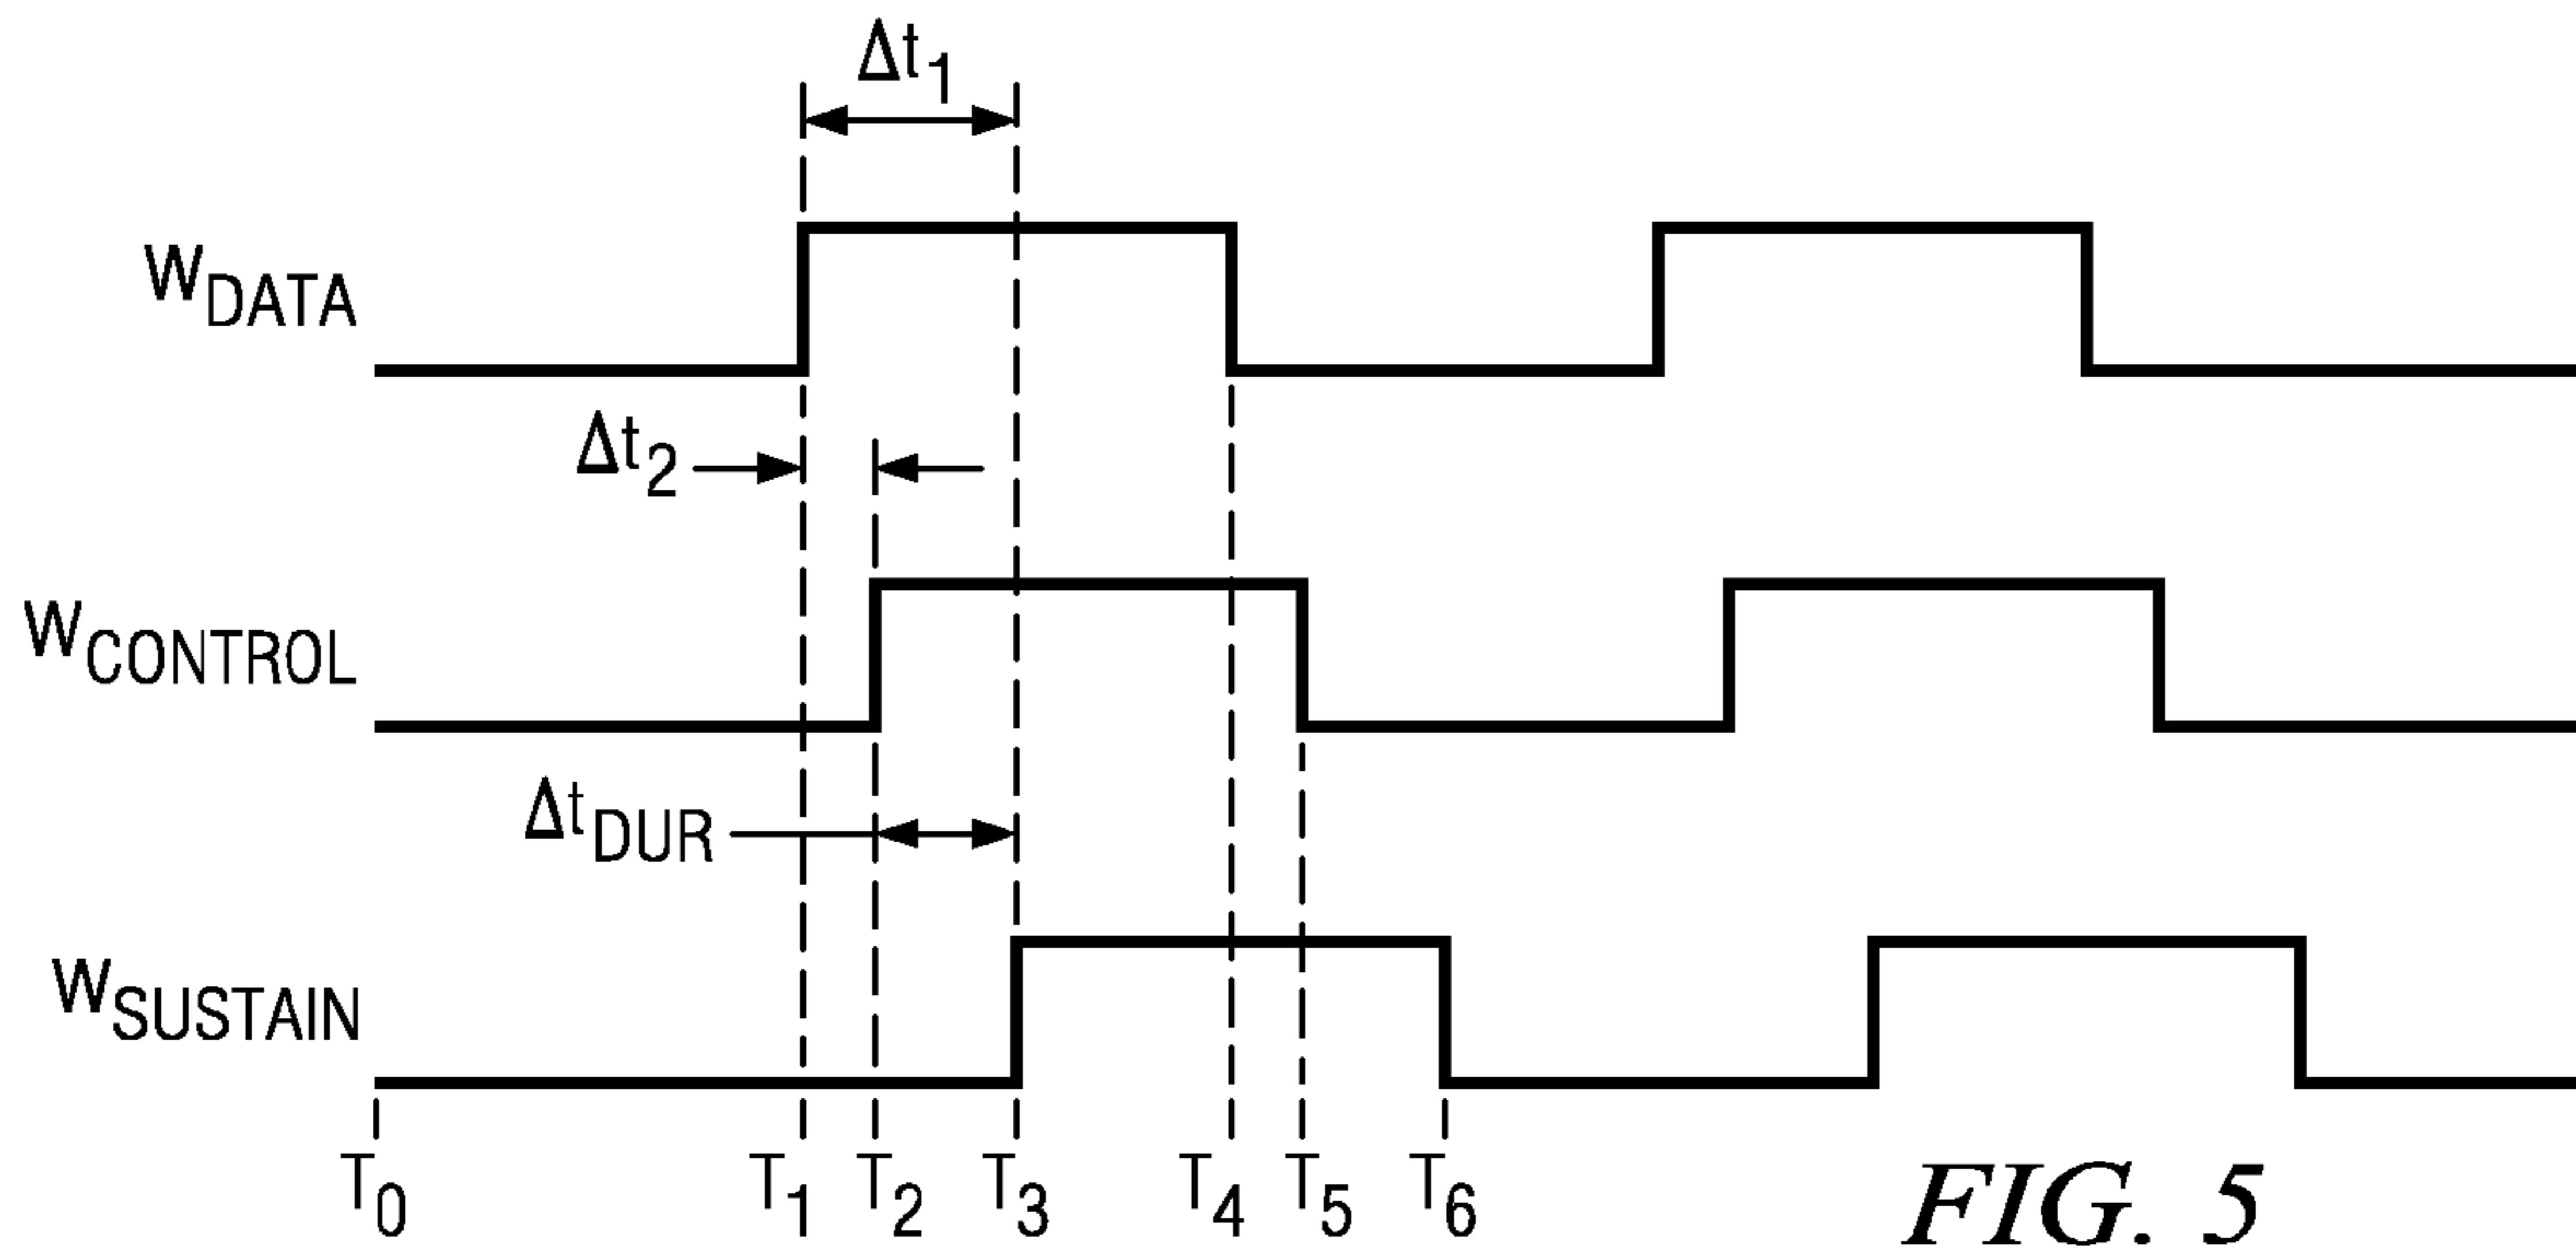 Δt1
WDATA
Δt2
WCONTROL
ΔtDUR
WSUSTAIN
T0 T1 T2 T3 T4 T5 T6
FIG. 5